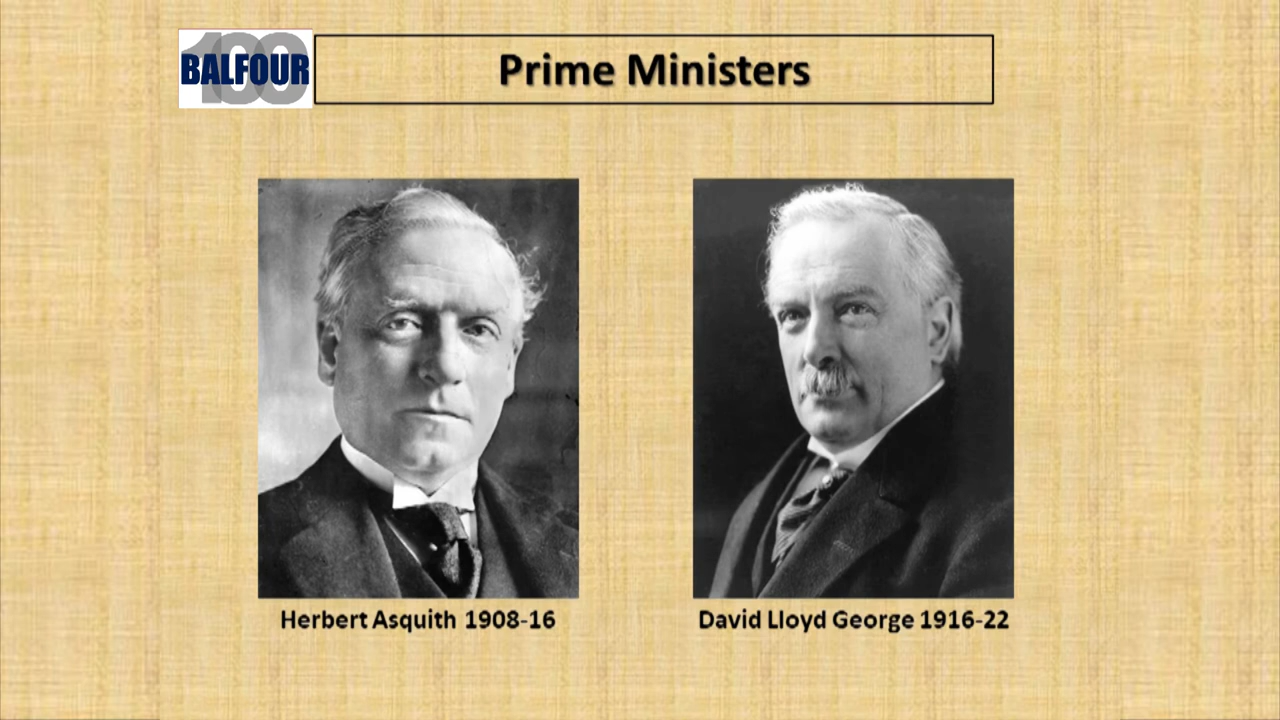 100
BALFOUR
Prime Ministers
Herbert Asquith 1908-16
David Lloyd George 1916-22